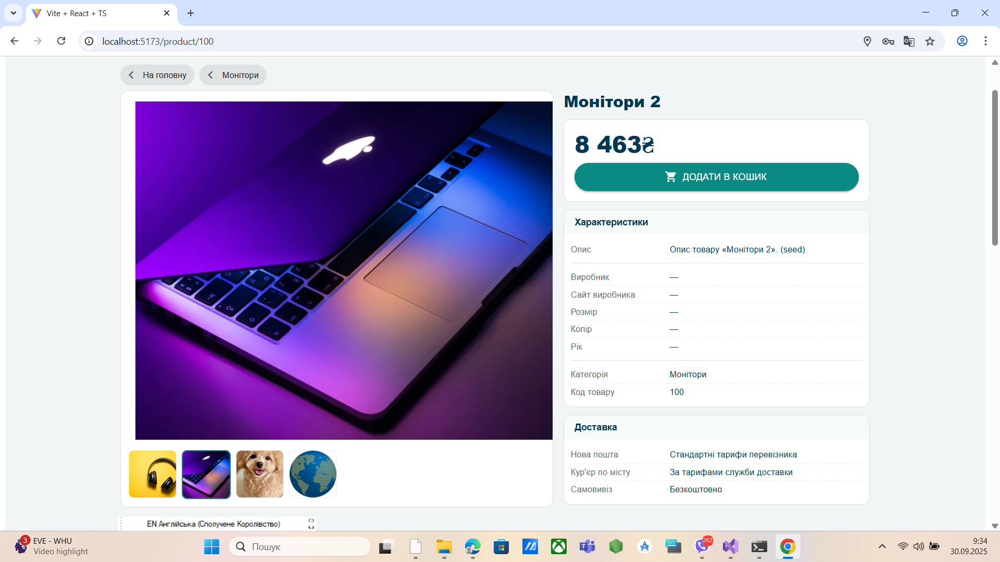 Vite + React + TS
localhost:5173/product/100
На головну
Монітори
Монітори 2
8 463₴
ДОДАТИ В КОШИК
Характеристики
Опис Опис товару «Монітори 2». (seed)
Виробник —
Сайт виробника —
Розмір —
Колір —
Рік —
Категорія Монітори
Код товару 100
Доставка
Нова пошта Стандартні тарифи перевізника
Кур'єр по місту За тарифами служби доставки
Самовивіз Безкоштовно
EN Англійська (Сполучене Королівство)
3
EVE - WHU
Video highlight
Пошук
262
9:34
30.09.2025